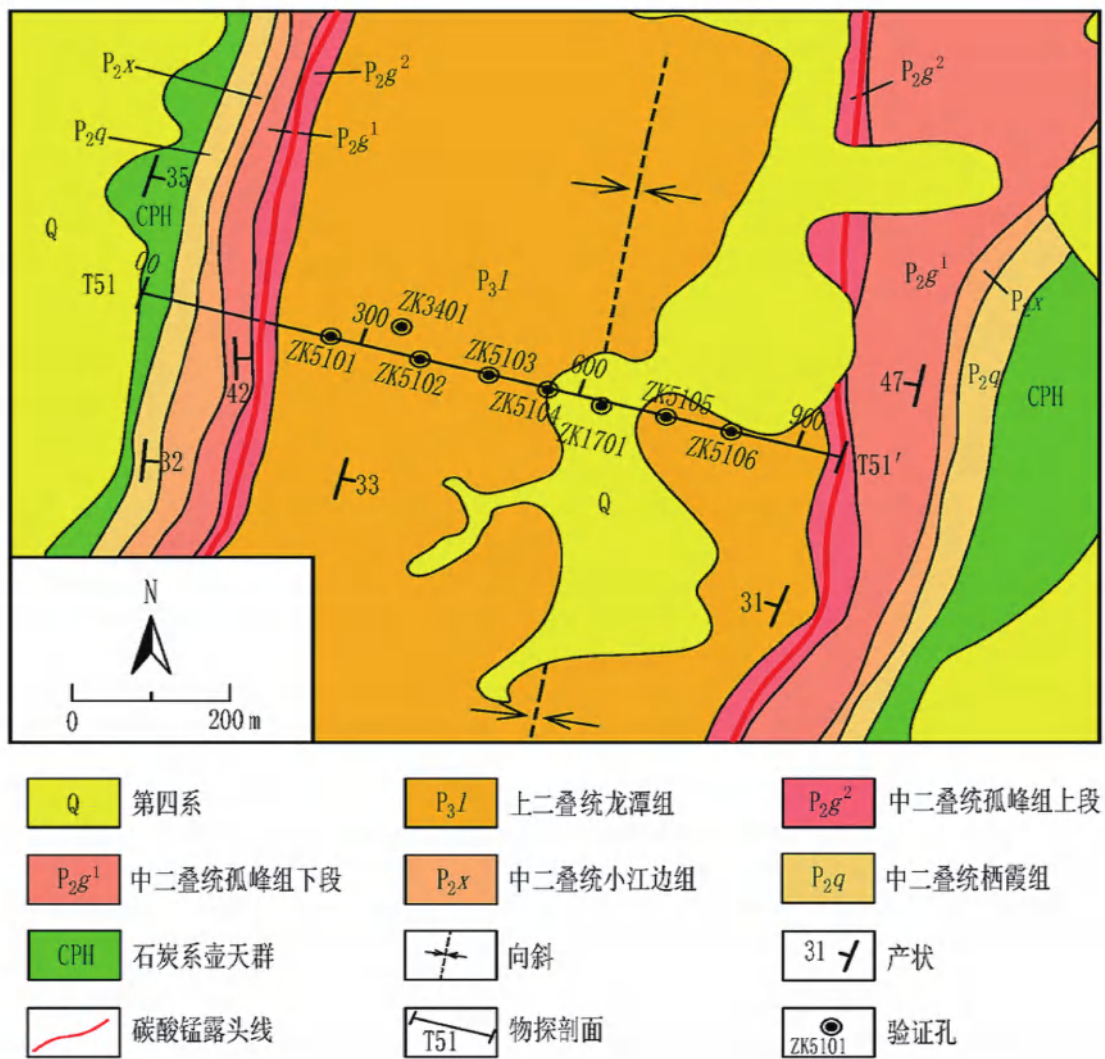 P₂x
P₂g²
P₂g²
P₂q
P₂g¹
35
CPH
Q
00
T51
P₃l
P₂g¹
P₂x
300
ZK3401
ZK5101
ZK5102
ZK5103
600
ZK5104
ZK1701
ZK5105
ZK5106
900
T51′
42
47
P₂q
CPH
32
33
Q
31
N
0 200 m
Q 第四系
P₃l 上二叠统龙潭组
P₂g² 中二叠统孤峰组上段
P₂g¹ 中二叠统孤峰组下段
P₂x 中二叠统小江边组
P₂q 中二叠统栖霞组
CPH 石炭系壶天群
向斜
31 产状
碳酸锰露头线
T51 物探剖面
ZK5101 验证孔